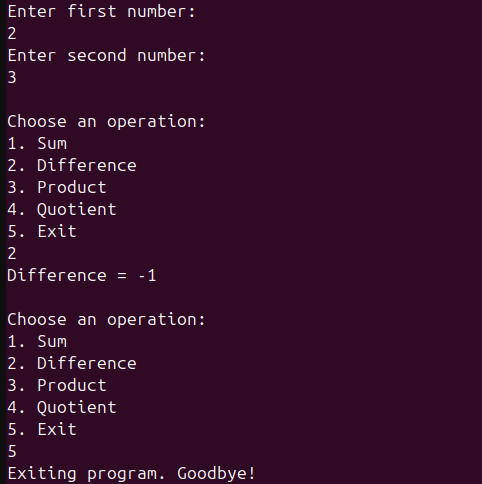 Enter first number:
2
Enter second number:
3
Choose an operation:
1. Sum
2. Difference
3. Product
4. Quotient
5. Exit
2
Difference = -1
Choose an operation:
1. Sum
2. Difference
3. Product
4. Quotient
5. Exit
5
Exiting program. Goodbye!